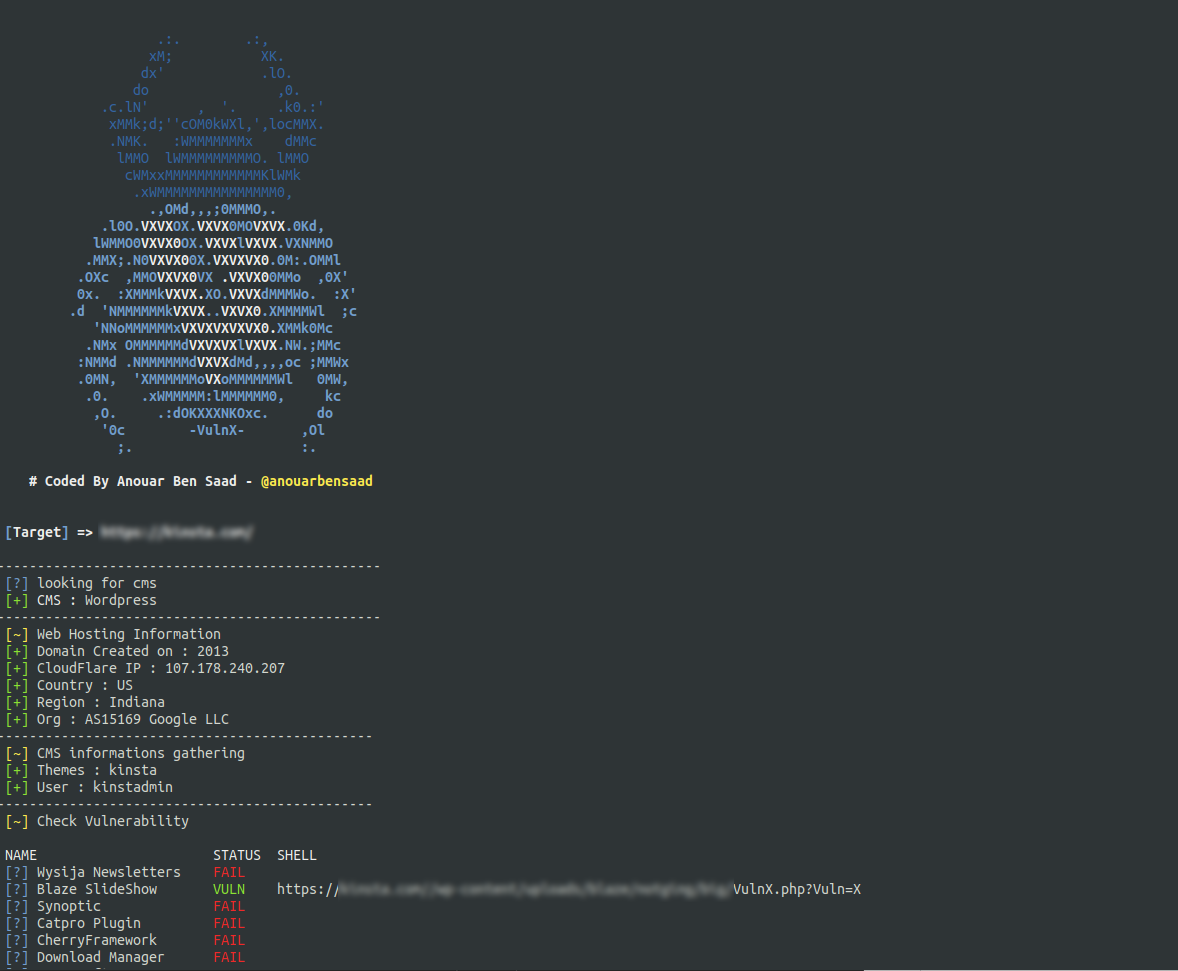 .:.        .:,
xM;           XK.
dx'            .lO.
do                ,0.
.c.lN'      ,  '.     .k0.:'
xMMk;d;''cOM0kWXl,',locMMX.
.NMK.   :WMMMMMMMx    dMMc
lMMO  lWMMMMMMMMMO. lMMO
cWMxxMMMMMMMMMMMMKlWMk
.xWMMMMMMMMMMMMMMM0,
.,OMd,,,;0MMMO,.
.l0O.VXVXOX.VXVX0MOVXVX.0Kd,
lWMMO0VXVX0OX.VXVXlVXVX.VXNMMO
.MMX;.N0VXVX00X.VXVXVX0.0M:.OMMl
.OXc  ,MMOVXVX0VX .VXVX00MMo  ,0X'
0x.  :XMMMkVXVX.XO.VXVXdMMMWo.  :X'
.d  'NMMMMMMkVXVX..VXVX0.XMMMMWl  ;c
'NNoMMMMMMxVXVXVXVXVX0.XMMk0Mc
.NMx OMMMMMMdVXVXVXlVXVX.NW.;MMc
:NMMd .NMMMMMMdVXVXdMd,,,,oc ;MMWx
.0MN,  'XMMMMMMoVXoMMMMMMWl   0MW,
.0.    .xWMMMMM:lMMMMMM0,     kc
,O.     .:dOKXXXNKOxc.      do
'0c        -VulnX-       ,Ol
;.                     :.
# Coded By Anouar Ben Saad - @anouarbensaad
[Target] =>
[?] looking for cms
[+] CMS : Wordpress
[~] Web Hosting Information
[+] Domain Created on : 2013
[+] CloudFlare IP : 107.178.240.207
[+] Country : US
[+] Region : Indiana
[+] Org : AS15169 Google LLC
[~] CMS informations gathering
[+] Themes : kinsta
[+] User : kinstadmin
[~] Check Vulnerability
NAME STATUS SHELL
[?] Wysija Newsletters FAIL
[?] Blaze SlideShow VULN https:// VulnX.php?Vuln=X
[?] Synoptic FAIL
[?] Catpro Plugin FAIL
[?] CherryFramework FAIL
[?] Download Manager FAIL